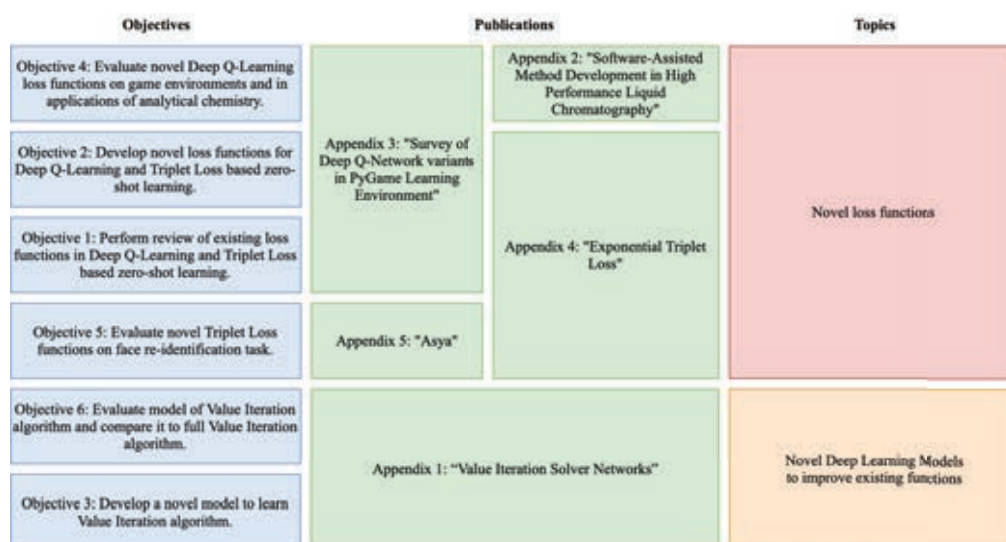 Objectives
Publications
Topics
Objective 4: Evaluate novel Deep Q-Learning
loss functions on game environments and in
applications of analytical chemistry.
Objective 2: Develop novel loss functions for
Deep Q-Learning and Triplet Loss based zero-
shot learning.
Objective 1: Perform review of existing loss
functions in Deep Q-Learning and Triplet Loss
based zero-shot learning.
Objective 5: Evaluate novel Triplet Loss
functions on face re-identification task.
Objective 6: Evaluate model of Value Iteration
algorithm and compare it to full Value Iteration
algorithm.
Objective 3: Develop a novel model to learn
Value Iteration algorithm.
Appendix 3: "Survey of
Deep Q-Network variants
in PyGame Learning
Environment"
Appendix 5: "Asya"
Appendix 2: "Software-Assisted
Method Development in High
Performance Liquid
Chromatography"
Appendix 4: "Exponential Triplet
Loss"
Appendix 1: “Value Iteration Solver Networks”
Novel loss functions
Novel Deep Learning Models
to improve existing functions